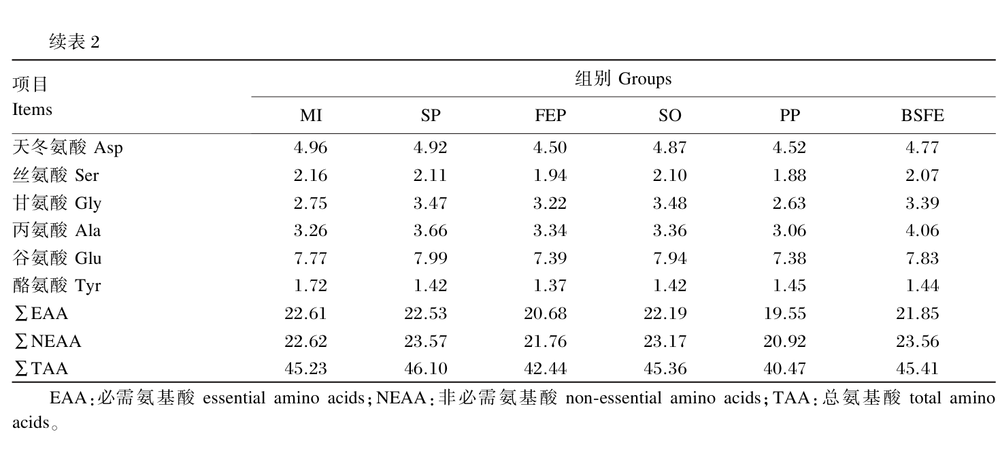 续表 2
项目
Items
组别 Groups
MI SP FEP SO PP BSFE
天冬氨酸 Asp 4.96 4.92 4.50 4.87 4.52 4.77
丝氨酸 Ser 2.16 2.11 1.94 2.10 1.88 2.07
甘氨酸 Gly 2.75 3.47 3.22 3.48 2.63 3.39
丙氨酸 Ala 3.26 3.66 3.34 3.36 3.06 4.06
谷氨酸 Glu 7.77 7.99 7.39 7.94 7.38 7.83
酪氨酸 Tyr 1.72 1.42 1.37 1.42 1.45 1.44
∑EAA 22.61 22.53 20.68 22.19 19.55 21.85
∑NEAA 22.62 23.57 21.76 23.17 20.92 23.56
∑TAA 45.23 46.10 42.44 45.36 40.47 45.41
EAA:必需氨基酸 essential amino acids;NEAA:非必需氨基酸 non-essential amino acids;TAA:总氨基酸 total amino
acids。